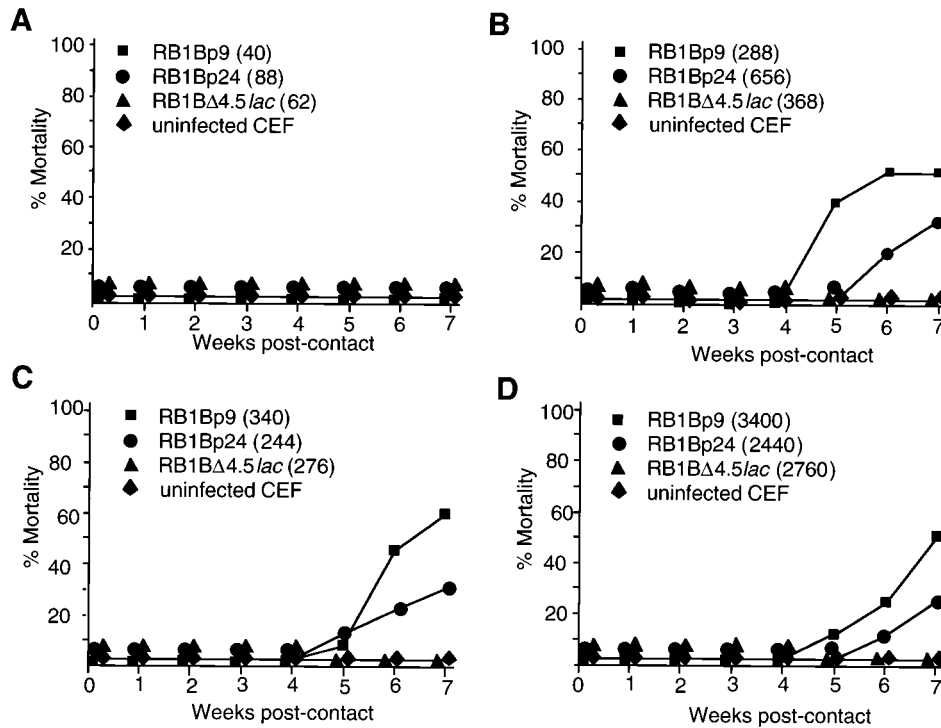 A
100
80
60
40
20
% Mortality
RB1Bp9 (40)
RB1Bp24 (88)
RB1BΔ4.5lac (62)
uninfected CEF
0 1 2 3 4 5 6 7
Weeks post-contact
B
100
80
60
40
20
% Mortality
RB1Bp9 (288)
RB1Bp24 (656)
RB1BΔ4.5lac (368)
uninfected CEF
0 1 2 3 4 5 6 7
Weeks post-contact
C
100
80
60
40
20
% Mortality
RB1Bp9 (340)
RB1Bp24 (244)
RB1BΔ4.5lac (276)
uninfected CEF
0 1 2 3 4 5 6 7
Weeks post-contact
D
100
80
60
40
20
% Mortality
RB1Bp9 (3400)
RB1Bp24 (2440)
RB1BΔ4.5lac (2760)
uninfected CEF
0 1 2 3 4 5 6 7
Weeks post-contact